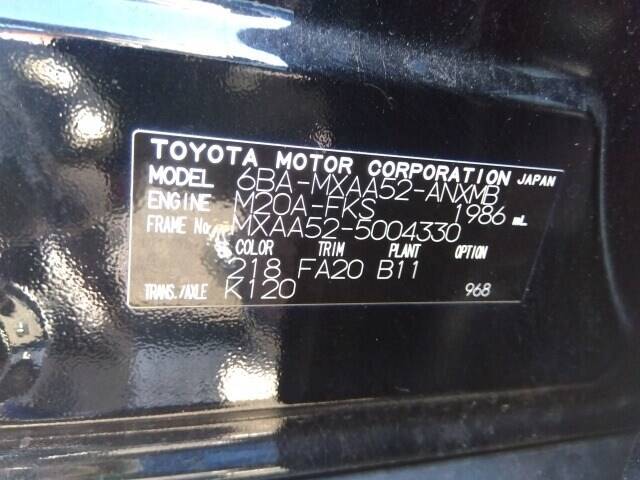 TOYOTA MOTOR CORPORATION JAPAN
MODEL 6BA-MXAA52-ANXMB
ENGINE M20A-FKS 1986 mL
FRAME No. MXAA52-5004330
COLOR TRIM PLANT OPTION
218 FA20 B11
TRANS./AXLE K120 968